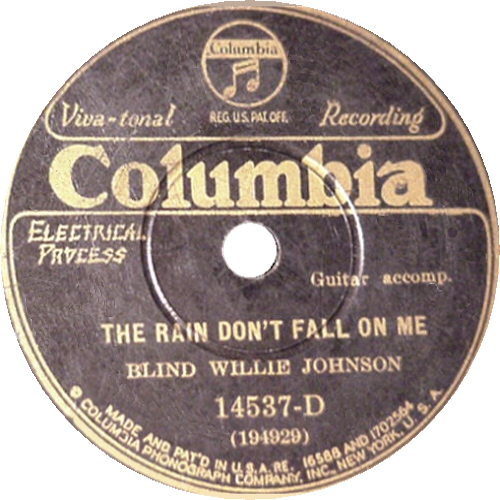 Columbia
REG. U.S. PAT. OFF.
Viva-tonal Recording
Columbia
ELECTRICAL
PROCESS
Guitar accomp.
THE RAIN DON'T FALL ON ME
BLIND WILLIE JOHNSON
14537-D
(194929)
MADE AND PAT'D IN U.S.A. RE. 16588 AND 1702564
© COLUMBIA PHONOGRAPH COMPANY, INC., NEW YORK, U.S.A.